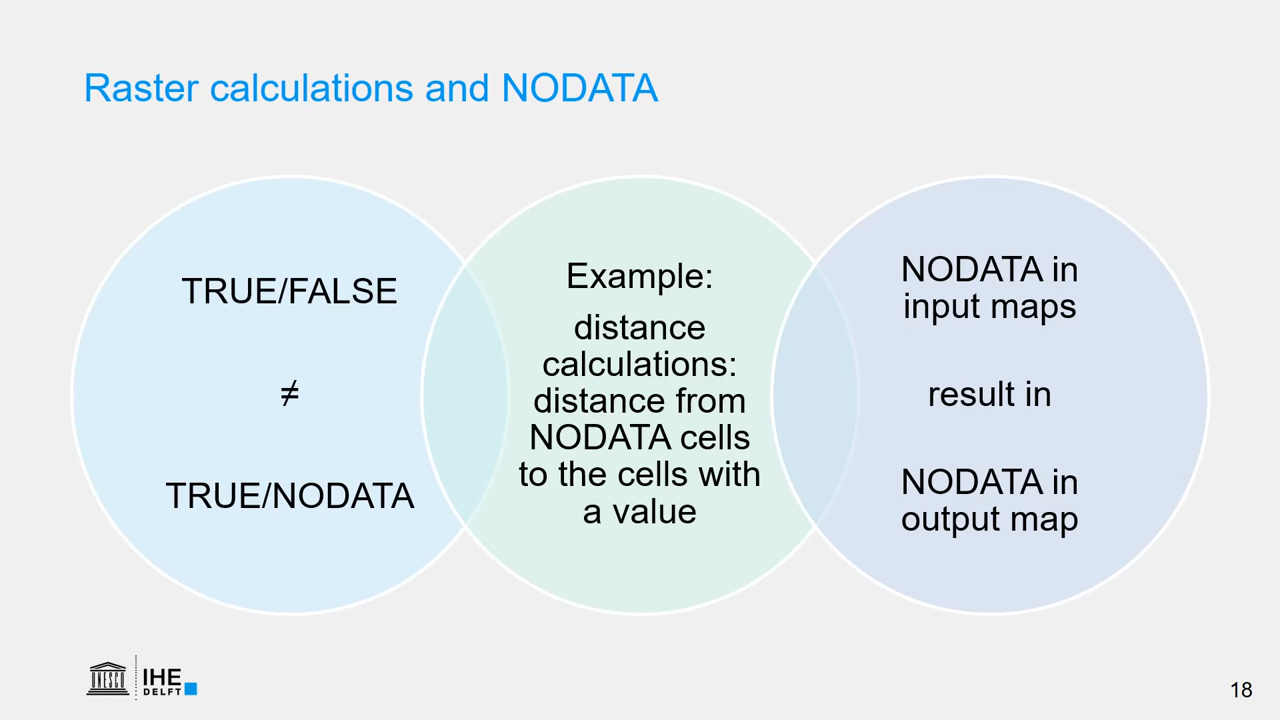 Raster calculations and NODATA
TRUE/FALSE
≠
TRUE/NODATA
Example:
distance
calculations:
distance from
NODATA cells
to the cells with
a value
NODATA in
input maps
result in
NODATA in
output map
UNESCO
IHE
DELFT
18